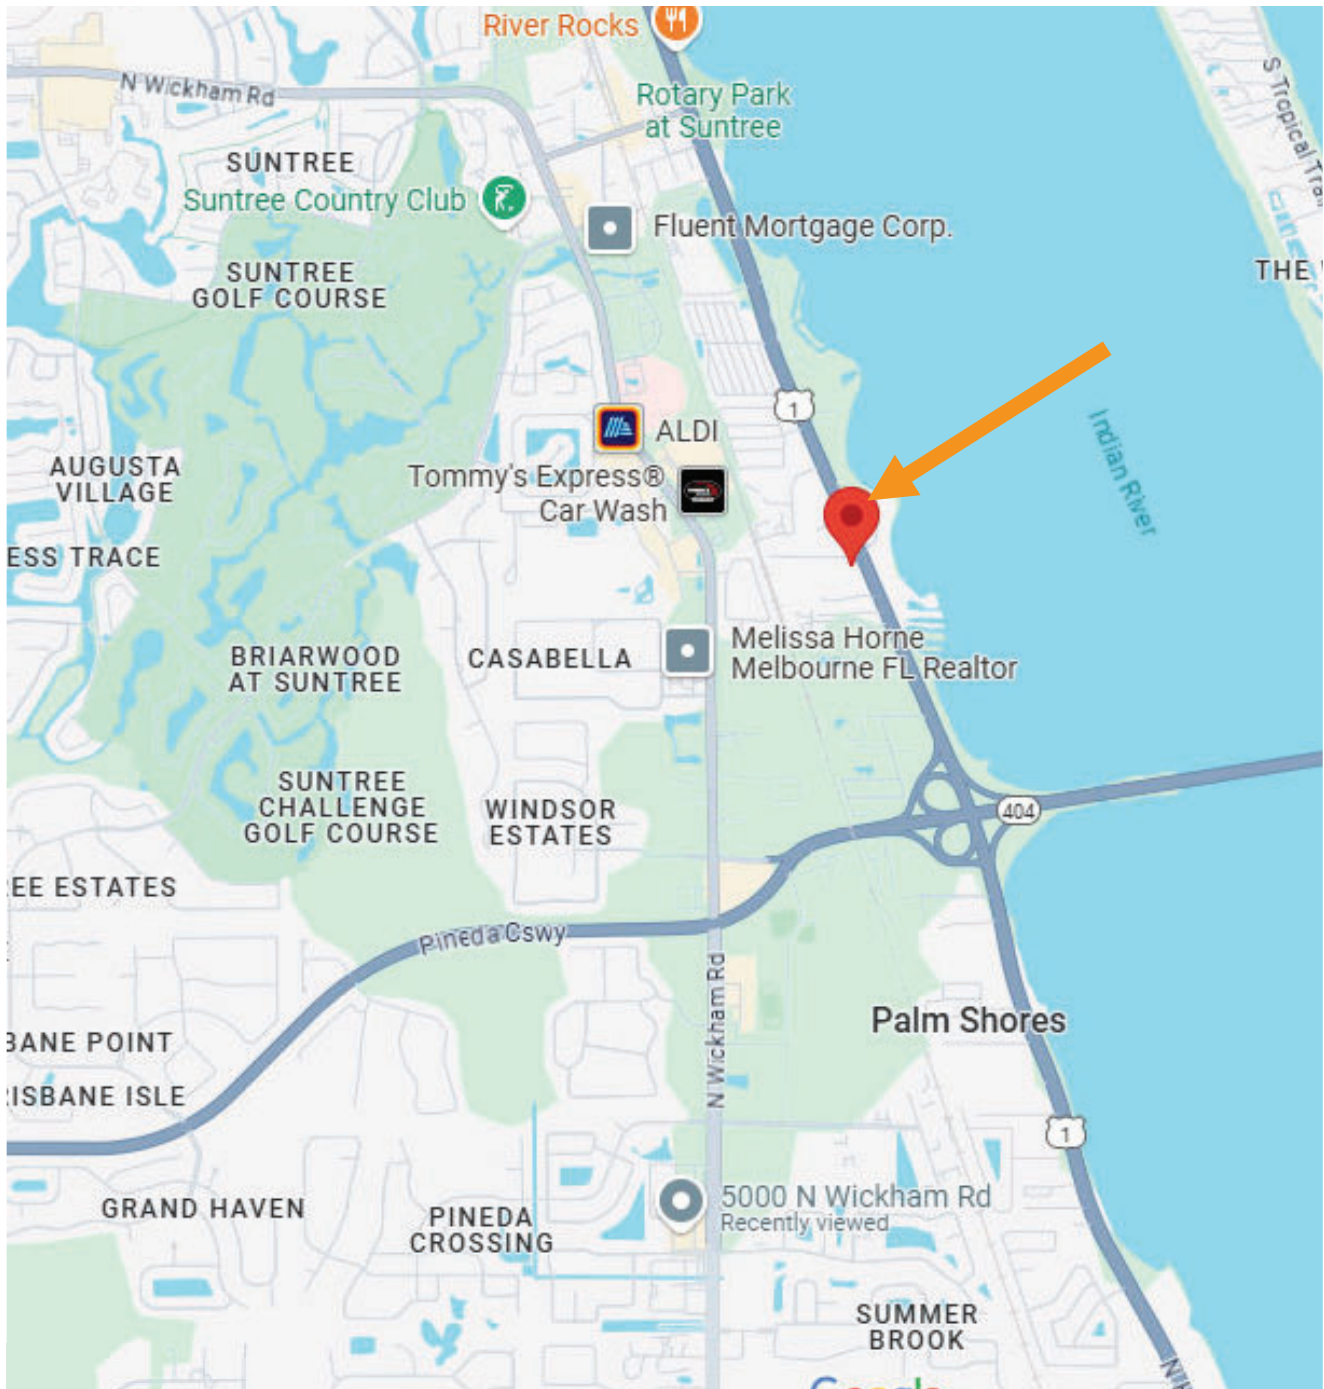 River Rocks
N Wickham Rd
Rotary Park
at Suntree
S Tropical Trail
SUNTREE
Suntree Country Club
Fluent Mortgage Corp.
SUNTREE
GOLF COURSE
THE
1
ALDI
Indian River
AUGUSTA
VILLAGE
Tommy's Express®
Car Wash
ESS TRACE
BRIARWOOD
AT SUNTREE
CASABELLA
Melissa Horne
Melbourne FL Realtor
SUNTREE
CHALLENGE
GOLF COURSE
WINDSOR
ESTATES
404
EE ESTATES
Pineda Cswy
N Wickham Rd
Palm Shores
BANE POINT
ISBANE ISLE
1
GRAND HAVEN
PINEDA
CROSSING
5000 N Wickham Rd
Recently viewed
SUMMER
BROOK
Google